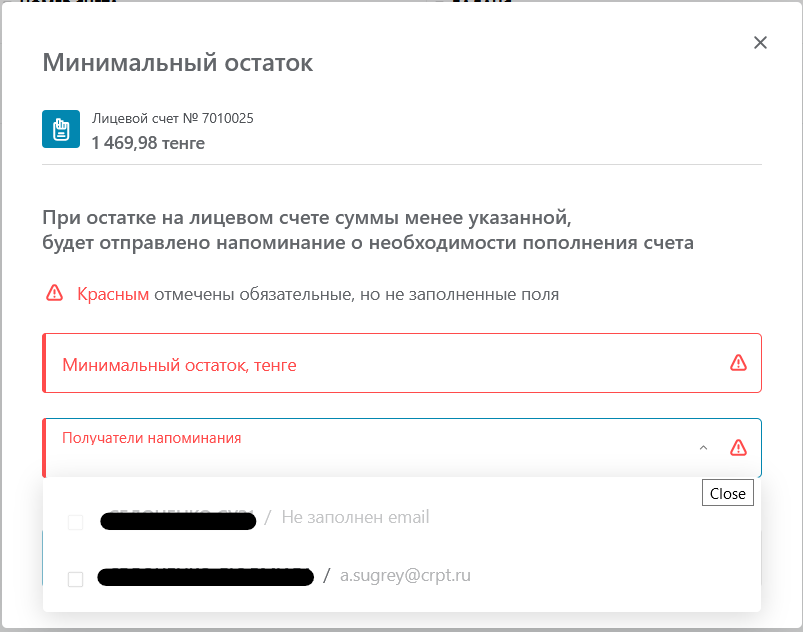 Минимальный остаток
Лицевой счет № 7010025
1 469,98 тенге
При остатке на лицевом счете суммы менее указанной,
будет отправлено напоминание о необходимости пополнения счета
Красным отмечены обязательные, но не заполненные поля
Минимальный остаток, тенге
Получатели напоминания
Close
/ Не заполнен email
/ a.sugrey@crpt.ru